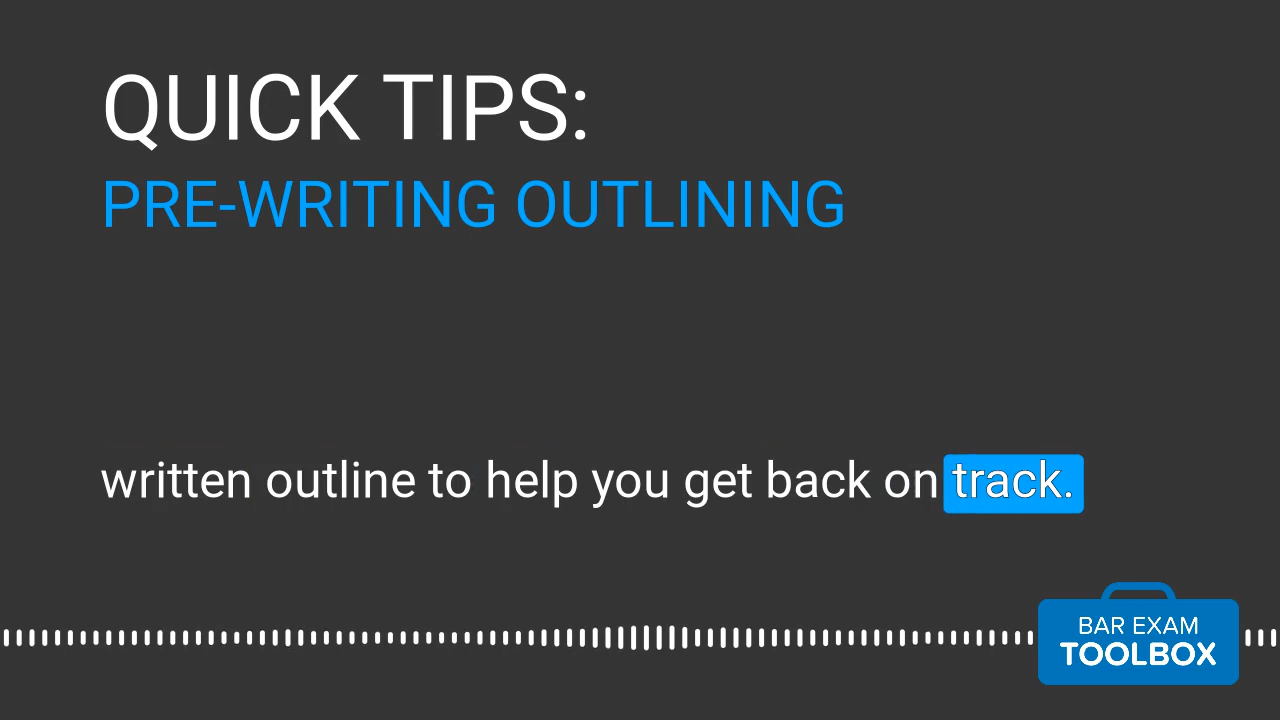 QUICK TIPS:
PRE-WRITING OUTLINING
written outline to help you get back on track.
BAR EXAM
TOOLBOX